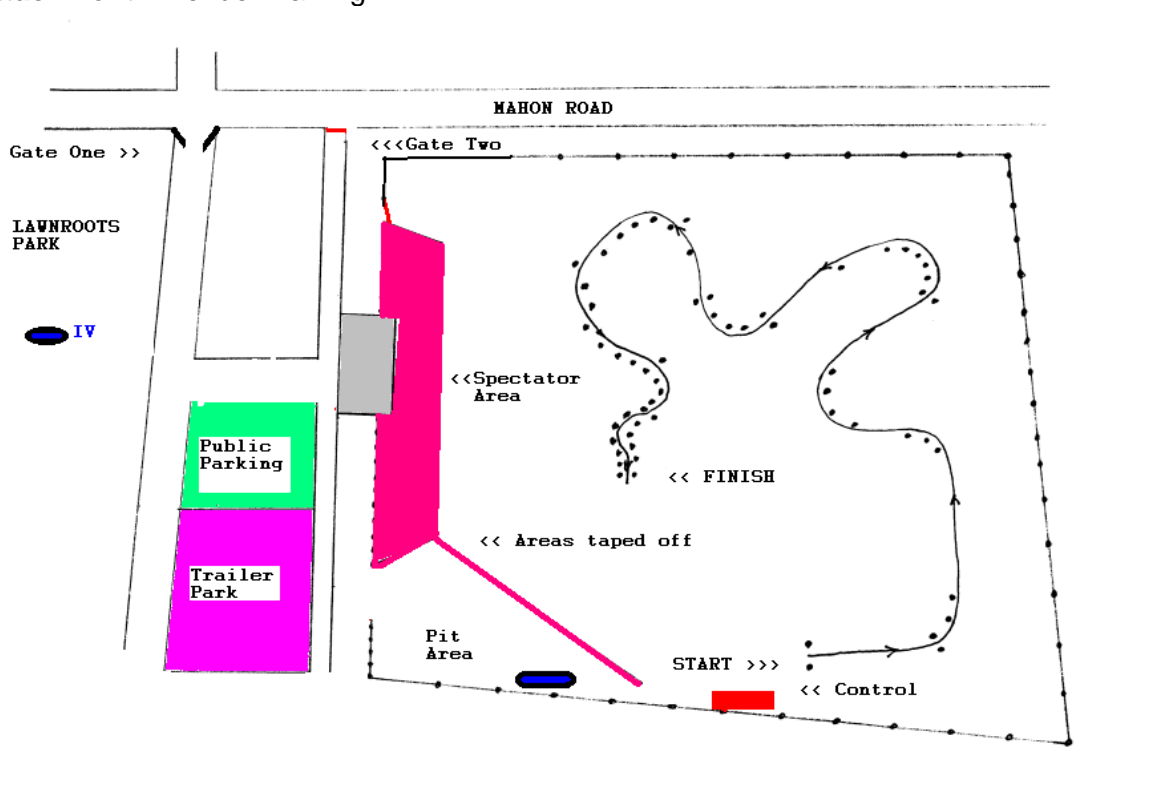 MAHON ROAD
<<<Gate Two
Gate One >>
LAWNROOTS
PARK
IV
<<Spectator
Area
Public
Parking
<< FINISH
<< Areas taped off
Trailer
Park
Pit
Area
START >>>
<< Control